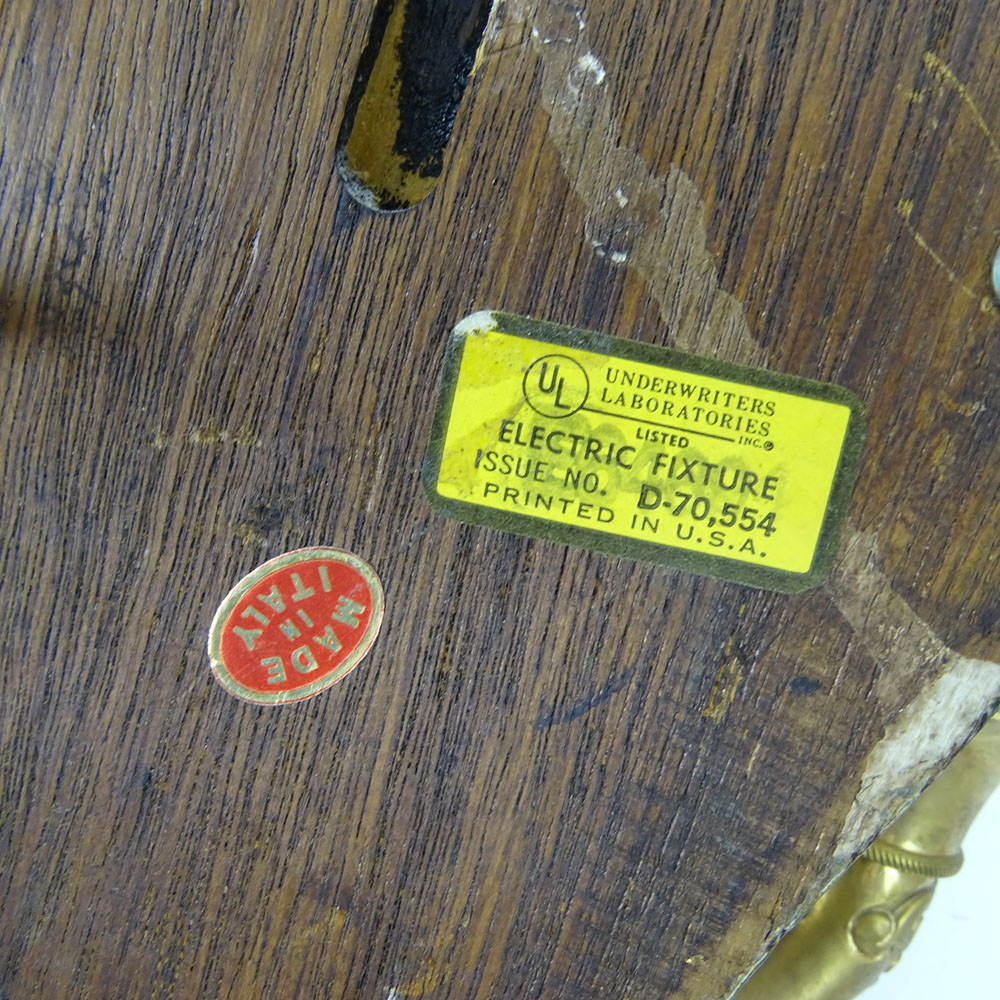 UL
UNDERWRITERS
LABORATORIES
INC.®
LISTED
ELECTRIC FIXTURE
ISSUE NO. D-70,554
PRINTED IN U.S.A.
MADE
IN
ITALY